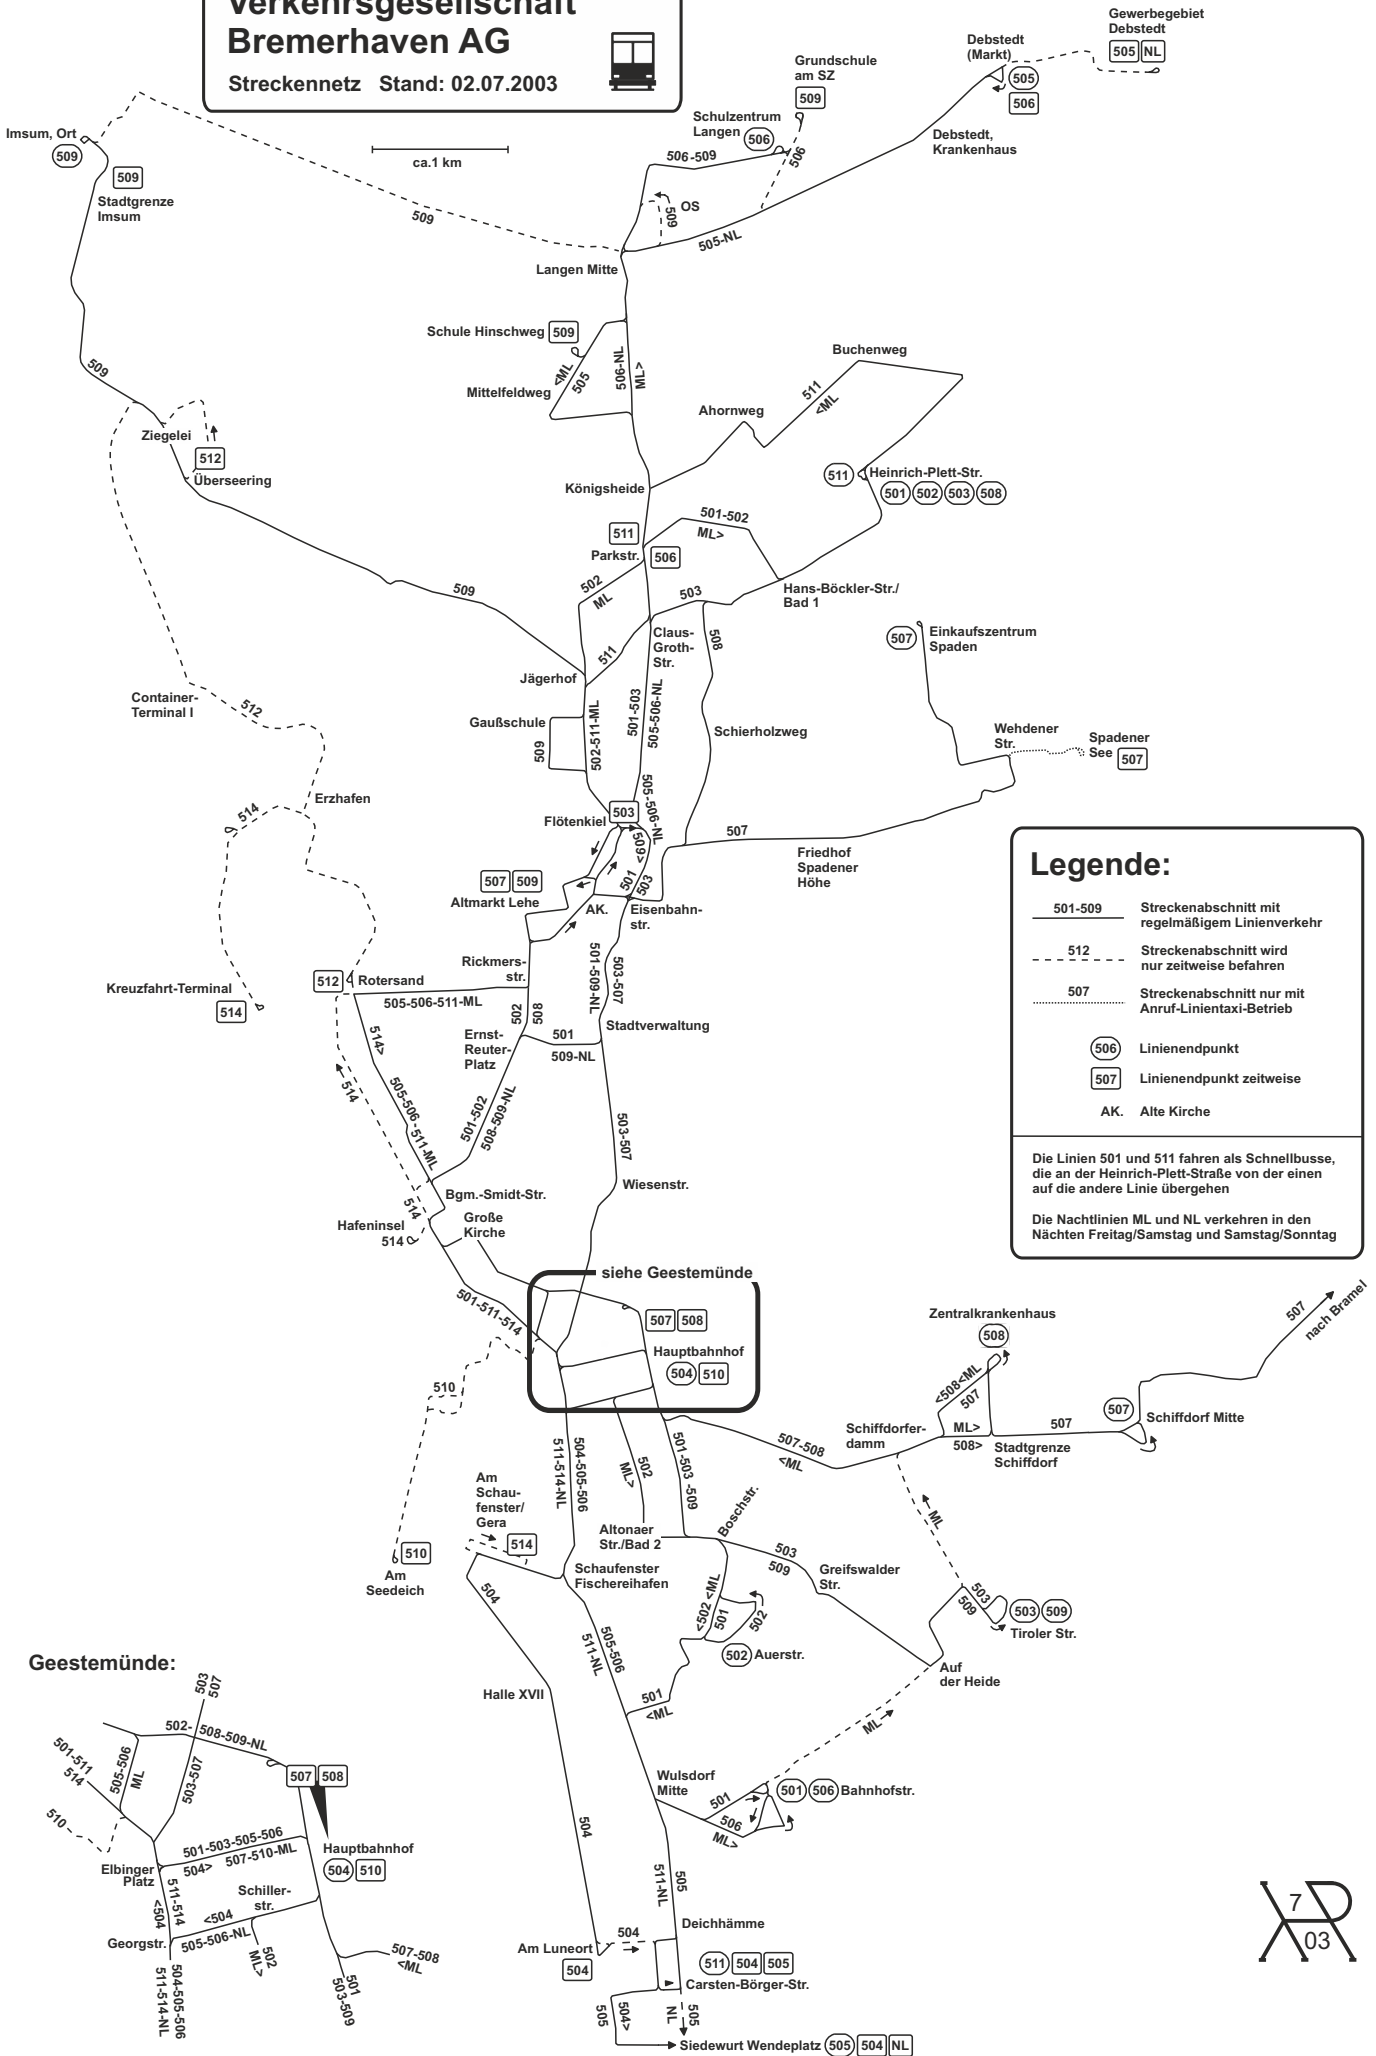 Verkehrsgesellschaft
Bremerhaven AG
Streckennetz Stand: 02.07.2003
ca.1 km
Gewerbegebiet
Debstedt
505 NL
Debstedt
(Markt)
505
506
Debstedt,
Krankenhaus
Grundschule
am SZ
509
Schulzentrum
Langen 506
506-509
506
509
OS
505-NL
Imsum, Ort
509
509
Stadtgrenze
Imsum
509
Langen Mitte
Schule Hinschweg 509
<ML
505
506-NL
ML>
Mittelfeldweg
509
Buchenweg
511
<ML
Ahornweg
Ziegelei
512
Überseering
511 Heinrich-Plett-Str.
501 502 503 508
Königsheide
501-502
ML>
511
Parkstr. 506
502
ML
503
Hans-Böckler-Str./
Bad 1
509
Claus-
Groth-
Str.
508
511
507 Einkaufszentrum
Spaden
Jägerhof
Container-
Terminal I
512
Gaußschule
509
502-511-ML
501-503
505-506-NL
Schierholzweg
Wehdener
Str.
Spadener
See 507
Erzhafen
514
505-506-NL
503
Flötenkiel
509>
507
Friedhof
Spadener
Höhe
507 509
Altmarkt Lehe
501
503
AK.
Eisenbahn-
str.
Rickmers-
str.
501-509-NL
503-507
512 Rotersand
505-506-511-ML
Kreuzfahrt-Terminal
514
502
508
Stadtverwaltung
501
509-NL
Ernst-
Reuter-
Platz
514>
514
505-506-
511-ML
501-502
508-509-NL
503-507
Wiesenstr.
514
Bgm.-Smidt-Str.
Hafeninsel
514
Große
Kirche
501-511-514
Legende:
501-509
Streckenabschnitt mit
regelmäßigem Linienverkehr
512
Streckenabschnitt wird
nur zeitweise befahren
507
Streckenabschnitt nur mit
Anruf-Linientaxi-Betrieb
506 Linienendpunkt
507 Linienendpunkt zeitweise
AK. Alte Kirche
Die Linien 501 und 511 fahren als Schnellbusse,
die an der Heinrich-Plett-Straße von der einen
auf die andere Linie übergehen
Die Nachtlinien ML und NL verkehren in den
Nächten Freitag/Samstag und Samstag/Sonntag
siehe Geestemünde
507 508
Hauptbahnhof
504 510
510
Zentralkrankenhaus
508
<508<ML
507
507
nach Bramel
507
Schiffdorf Mitte
507
ML>
508>
Stadtgrenze
Schiffdorf
Schiffdorfer-
damm
507-508
<ML
511-514-NL
504-505-506
502
ML>
501-503
-509
Am
Schau-
fenster/
Gera
514
510
Am
Seedeich
Altonaer
Str./Bad 2
Boschstr.
ML
503
509
Greifswalder
Str.
Schaufenster
Fischereihafen
504
<502 <ML
501
502
502 Auerstr.
503
509
503 509
Tiroler Str.
505-506
511-NL
Auf
der Heide
Halle XVII
501
<ML
ML
Wulsdorf
Mitte
501
506
ML>
501 506 Bahnhofstr.
504
511-NL
505
Deichhämme
504
Am Luneort
504
511 504 505
Carsten-Börger-Str.
505
504>
NL
505
Siedewurt Wendeplatz 505 504 NL
Geestemünde:
503
507
502- 508-509-NL
501-511
514
505-506
ML
503-507
507 508
510
501-503-505-506
504> 507-510-ML
Hauptbahnhof
504 510
Elbinger
Platz
511-514
<504
Schiller-
str.
<504
505-506-NL
Georgstr.
502
ML>
507-508
<ML
501
503-509
504-505-506
511-514-NL
7
03